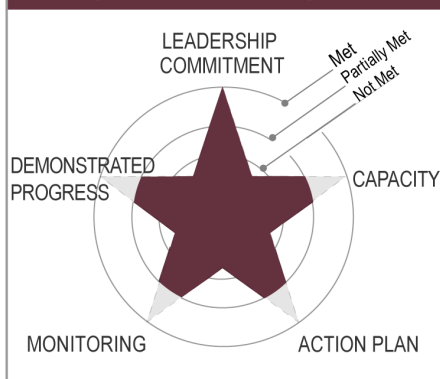 LEADERSHIP
COMMITMENT
Met
Partially Met
Not Met
DEMONSTRATED
PROGRESS
CAPACITY
MONITORING
ACTION PLAN